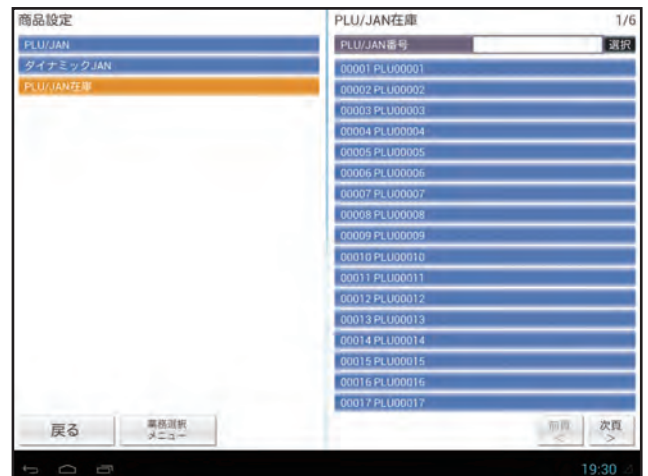 商品設定
PLU/JAN
ダイナミックJAN
PLU/JAN在庫
戻る
業務選択
メニュー
PLU/JAN在庫 1/6
PLU/JAN番号 選択
00001 PLU00001
00002 PLU00002
00003 PLU00003
00004 PLU00004
00005 PLU00005
00006 PLU00006
00007 PLU00007
00008 PLU00008
00009 PLU00009
00010 PLU00010
00011 PLU00011
00012 PLU00012
00013 PLU00013
00014 PLU00014
00015 PLU00015
00016 PLU00016
00017 PLU00017
前頁
<
次頁
>
19:30